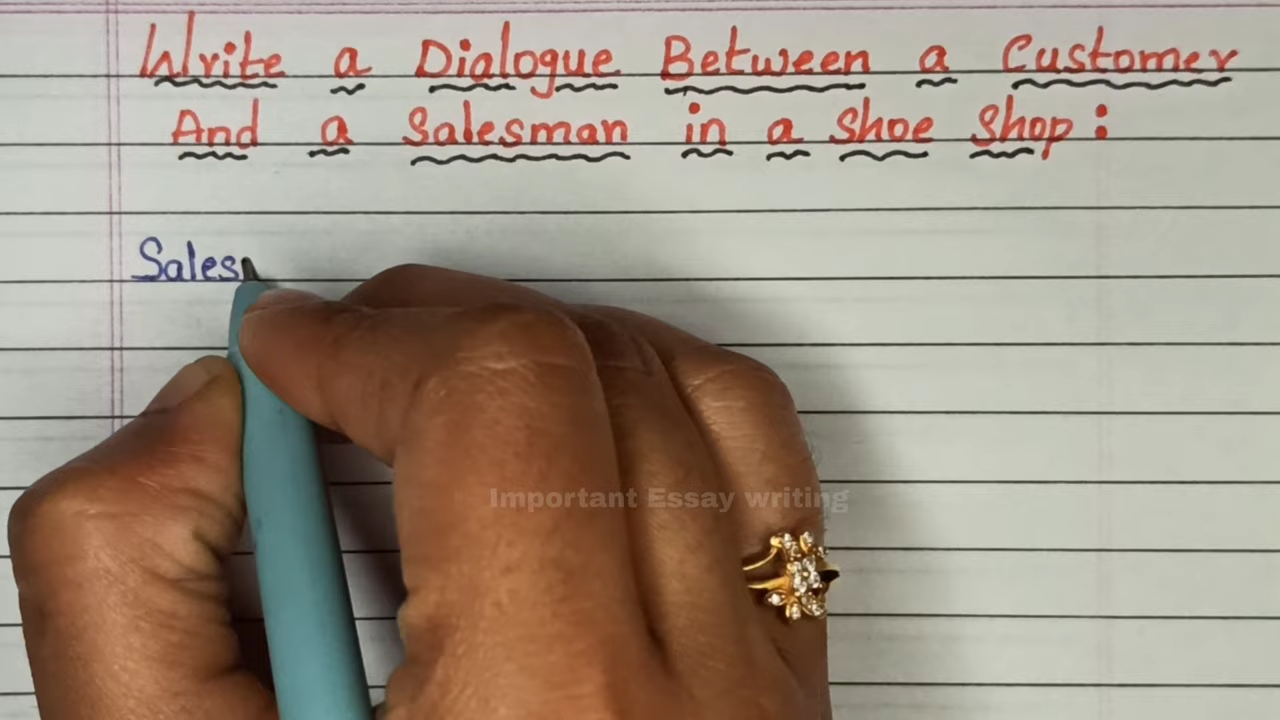 Write a Dialogue Between a Customer
And a Salesman in a Shoe Shop:
Sales
Important Essay writing